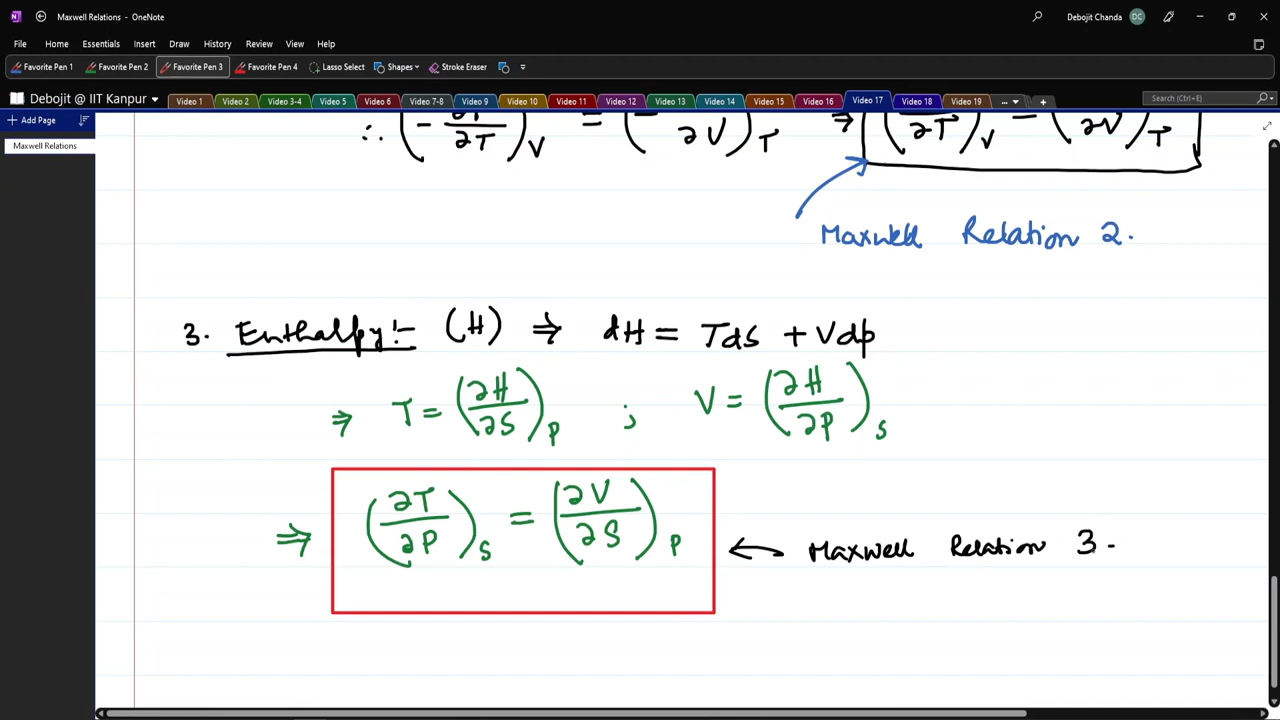 Maxwell Relations - OneNote
Debojit Chanda DC
File Home Essentials Insert Draw History Review View Help
Favorite Pen 1 Favorite Pen 2 Favorite Pen 3 Favorite Pen 4 Lasso Select Shapes Stroke Eraser
Debojit @ IIT Kanpur Video 1 Video 2 Video 3-4 Video 5 Video 6 Video 7-8 Video 9 Video 10 Video 11 Video 12 Video 13 Video 14 Video 15 Video 16 Video 17 Video 18 Video 19 ... + Search (Ctrl+E)
+ Add Page
Maxwell Relations
∴ (- /∂T)_V = ( /∂V)_T ⇒ ( /∂T)_V = ( /∂V)_T
Maxwell Relation 2.
3. Enthalpy:- (H) ⇒ dH = TdS + Vdp
⇒ T = (∂H/∂S)_P ; V = (∂H/∂P)_S
⇒ (∂T/∂P)_S = (∂V/∂S)_P ← Maxwell Relation 3.